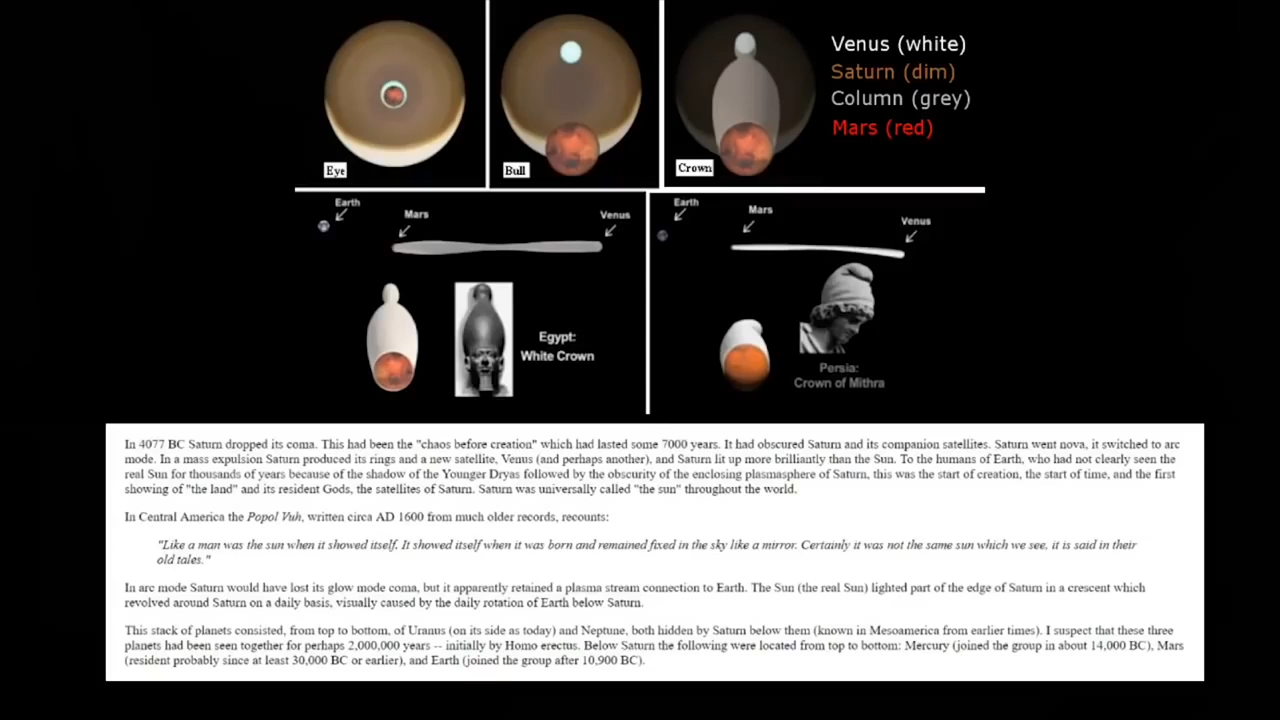 Venus (white)
Saturn (dim)
Column (grey)
Mars (red)
Eye
Bull
Crown
Earth
Mars
Venus
Egypt:
White Crown
Earth
Mars
Venus
Persia:
Crown of Mithra
In 4077 BC Saturn dropped its coma. This had been the "chaos before creation" which had lasted some 7000 years. It had obscured Saturn and its companion satellites. Saturn went nova, it switched to arc
mode. In a mass expulsion Saturn produced its rings and a new satellite, Venus (and perhaps another), and Saturn lit up more brilliantly than the Sun. To the humans of Earth, who had not clearly seen the
real Sun for thousands of years because of the shadow of the Younger Dryas followed by the obscurity of the enclosing plasmasphere of Saturn, this was the start of creation, the start of time, and the first
showing of "the land" and its resident Gods, the satellites of Saturn. Saturn was universally called "the sun" throughout the world.
In Central America the Popol Vuh, written circa AD 1600 from much older records, recounts:
"Like a man was the sun when it showed itself. It showed itself when it was born and remained fixed in the sky like a mirror. Certainly it was not the same sun which we see, it is said in their
old tales."
In arc mode Saturn would have lost its glow mode coma, but it apparently retained a plasma stream connection to Earth. The Sun (the real Sun) lighted part of the edge of Saturn in a crescent which
revolved around Saturn on a daily basis, visually caused by the daily rotation of Earth below Saturn.
This stack of planets consisted, from top to bottom, of Uranus (on its side as today) and Neptune, both hidden by Saturn below them (known in Mesoamerica from earlier times). I suspect that these three
planets had been seen together for perhaps 2,000,000 years -- initially by Homo erectus. Below Saturn the following were located from top to bottom: Mercury (joined the group in about 14,000 BC), Mars
(resident probably since at least 30,000 BC or earlier), and Earth (joined the group after 10,900 BC).